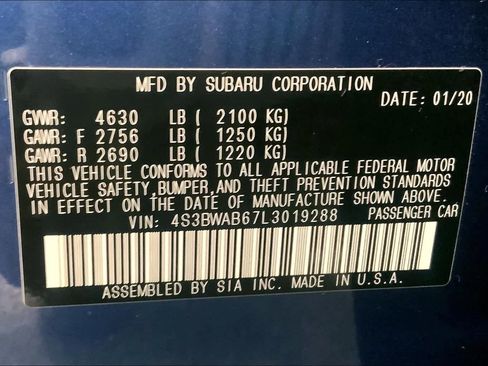 MFD BY SUBARU CORPORATION
DATE: 01/20
GVWR: 4630 LB ( 2100 KG)
GAWR: F 2756 LB ( 1250 KG)
GAWR: R 2690 LB ( 1220 KG)
THIS VEHICLE CONFORMS TO ALL APPLICABLE FEDERAL MOTOR
VEHICLE SAFETY,BUMPER,AND THEFT PREVENTION STANDARDS
IN EFFECT ON THE DATE OF MANUFACTURE SHOWN ABOVE.
VIN: 4S3BWAB67L3019288 PASSENGER CAR
ASSEMBLED BY SIA INC. MADE IN U.S.A.